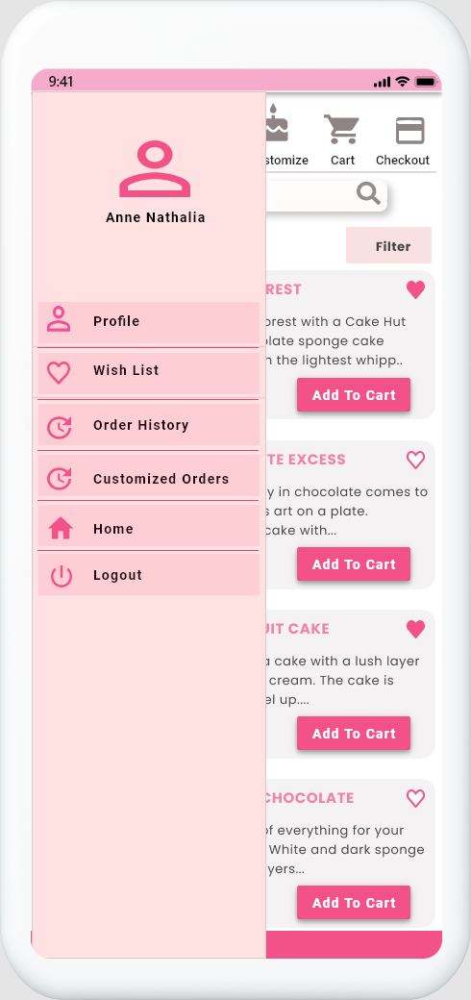 9:41
stomize Cart Checkout
Anne Nathalia
Filter
REST
Profile
orest with a Cake Hut
olate sponge cake
n the lightest whipp..
Wish List
Add To Cart
Order History
TE EXCESS
Customized Orders
y in chocolate comes to
s art on a plate.
cake with...
Home
Add To Cart
Logout
UIT CAKE
a cake with a lush layer
cream. The cake is
el up....
Add To Cart
CHOCOLATE
of everything for your
White and dark sponge
yers...
Add To Cart